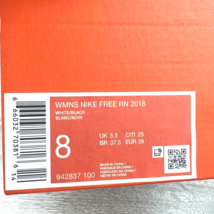 WMNS NIKE FREE RN 2018
WHITE/BLACK
BLANC/NOIR
8
UK 5.5 CM 25
BR 37.5 EUR 39
MADE IN CHINA
942837 100